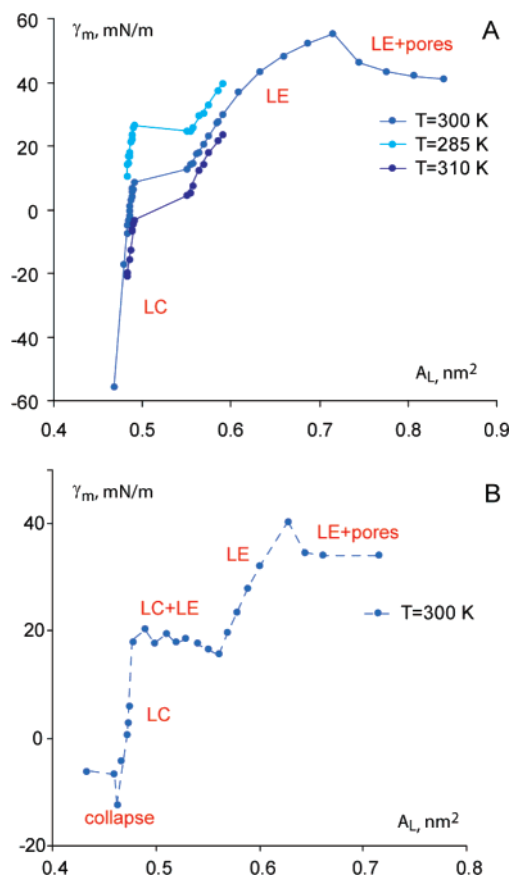 γm, mN/m
A
60
40
20
0
-20
-40
-60
LE+pores
LE
T=300 K
T=285 K
T=310 K
LC
AL, nm²
0.4 0.5 0.6 0.7 0.8 0.9
γm, mN/m
B
40
20
0
-20
LE+pores
LE
LC+LE
T=300 K
LC
collapse
AL, nm²
0.4 0.5 0.6 0.7 0.8